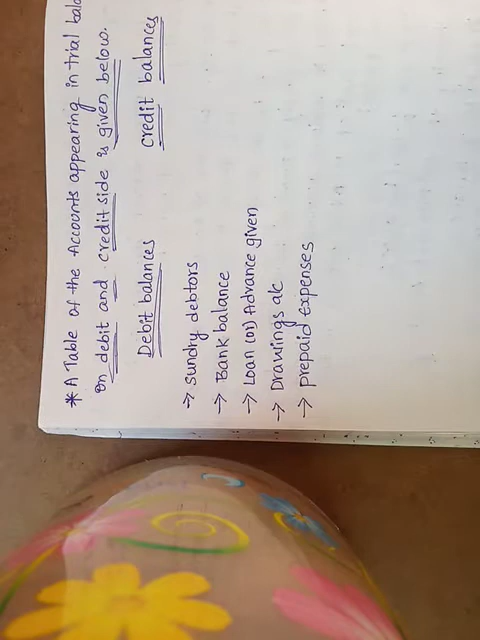 * A Table of the Accounts appearing in trial
on debit and credit side is given below.
Debit balances credit balances
→ sundry debtors
→ Bank balance
→ Loan (or) Advance given
→ Drawings a/c
→ prepaid expenses